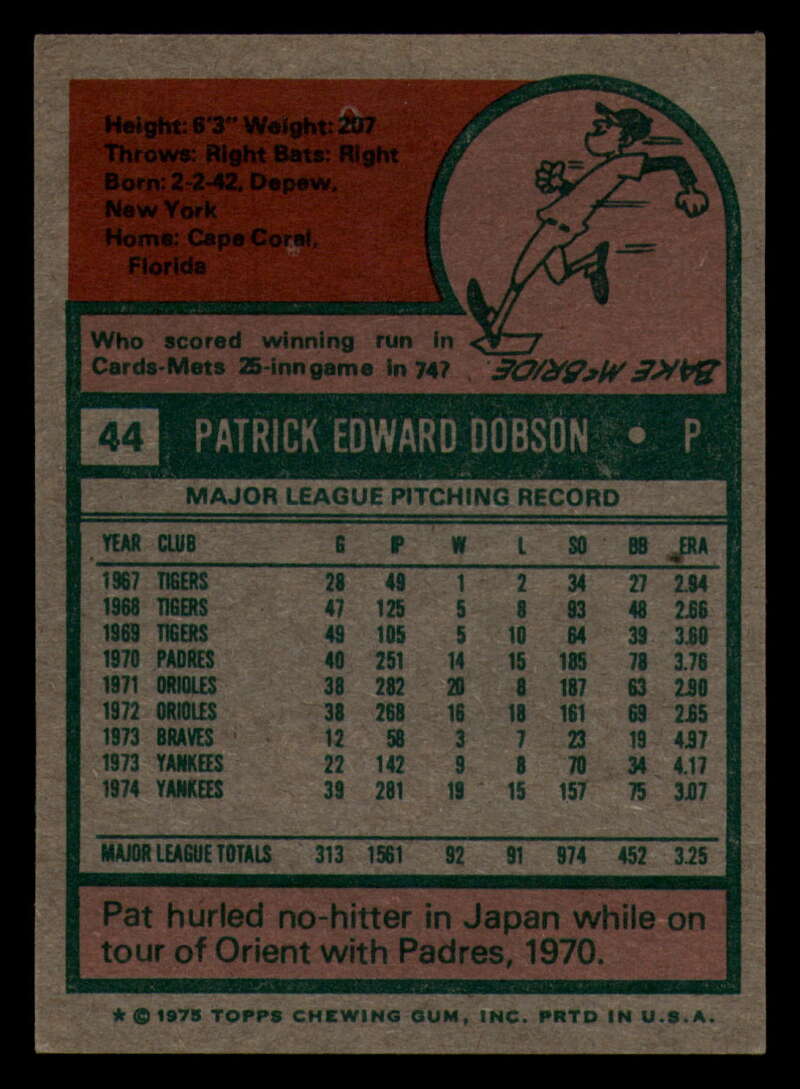 Height: 6'3" Weight: 207
Throws: Right Bats: Right
Born: 2-2-42, Depew,
New York
Home: Cape Coral,
Florida
Who scored winning run in
Cards-Mets 25-inn game in 74?
BAKE McBRIDE
44 PATRICK EDWARD DOBSON • P
MAJOR LEAGUE PITCHING RECORD
YEAR CLUB G IP W L SO BB ERA
1967 TIGERS 28 49 1 2 34 27 2.94
1968 TIGERS 47 125 5 8 93 48 2.66
1969 TIGERS 49 105 5 10 64 39 3.60
1970 PADRES 40 251 14 15 185 78 3.76
1971 ORIOLES 38 282 20 8 187 63 2.90
1972 ORIOLES 38 268 16 18 161 69 2.65
1973 BRAVES 12 58 3 7 23 19 4.97
1973 YANKEES 22 142 9 8 70 34 4.17
1974 YANKEES 39 281 19 15 157 75 3.07
MAJOR LEAGUE TOTALS 313 1561 92 91 974 452 3.25
Pat hurled no-hitter in Japan while on
tour of Orient with Padres, 1970.
* © 1975 TOPPS CHEWING GUM, INC. PRTD IN U.S.A.